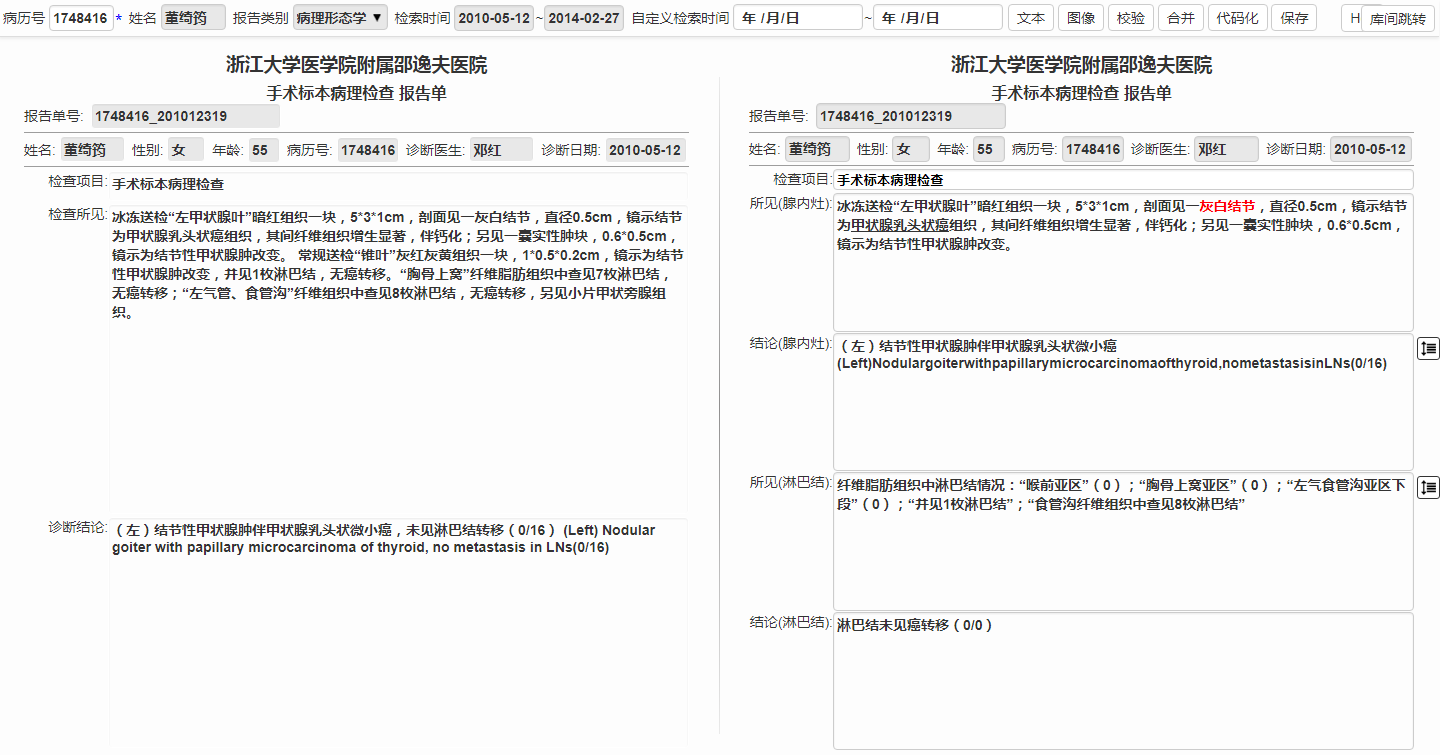 病历号 1748416 * 姓名 董绮筠 报告类别 病理形态学 ▼ 检索时间 2010-05-12 ~ 2014-02-27 自定义检索时间 年 /月/日 ~ 年 /月/日 文本 图像 校验 合并 代码化 保存 H 库间跳转
浙江大学医学院附属邵逸夫医院
手术标本病理检查 报告单
报告单号: 1748416_201012319
姓名: 董绮筠 性别: 女 年龄: 55 病历号: 1748416 诊断医生: 邓红 诊断日期: 2010-05-12
检查项目: 手术标本病理检查
检查所见: 冰冻送检“左甲状腺叶”暗红组织一块，5*3*1cm，剖面见一灰白结节，直径0.5cm，镜示结节
为甲状腺乳头状癌组织，其间纤维组织增生显著，伴钙化；另见一囊实性肿块，0.6*0.5cm，
镜示为结节性甲状腺肿改变。 常规送检“锥叶”灰红灰黄组织一块，1*0.5*0.2cm，镜示为结节
性甲状腺肿改变，并见1枚淋巴结，无癌转移。“胸骨上窝”纤维脂肪组织中查见7枚淋巴结，
无癌转移；“左气管、食管沟”纤维组织中查见8枚淋巴结，无癌转移，另见小片甲状旁腺组
织。
诊断结论: （左）结节性甲状腺肿伴甲状腺乳头状微小癌，未见淋巴结转移（0/16） (Left) Nodular
goiter with papillary microcarcinoma of thyroid, no metastasis in LNs(0/16)
浙江大学医学院附属邵逸夫医院
手术标本病理检查 报告单
报告单号: 1748416_201012319
姓名: 董绮筠 性别: 女 年龄: 55 病历号: 1748416 诊断医生: 邓红 诊断日期: 2010-05-12
检查项目: 手术标本病理检查
所见(腺内灶): 冰冻送检“左甲状腺叶”暗红组织一块，5*3*1cm，剖面见一灰白结节，直径0.5cm，镜示结节
为甲状腺乳头状癌组织，其间纤维组织增生显著，伴钙化；另见一囊实性肿块，0.6*0.5cm，
镜示为结节性甲状腺肿改变。
结论(腺内灶): （左）结节性甲状腺肿伴甲状腺乳头状微小癌
(Left)Nodulargoiterwithpapillarymicrocarcinomaofthyroid,nometastasisinLNs(0/16)
所见(淋巴结): 纤维脂肪组织中淋巴结情况：“喉前亚区”（0）；“胸骨上窝亚区”（0）；“左气食管沟亚区下
段”（0）；“并见1枚淋巴结”；“食管沟纤维组织中查见8枚淋巴结”
结论(淋巴结): 淋巴结未见癌转移（0/0）